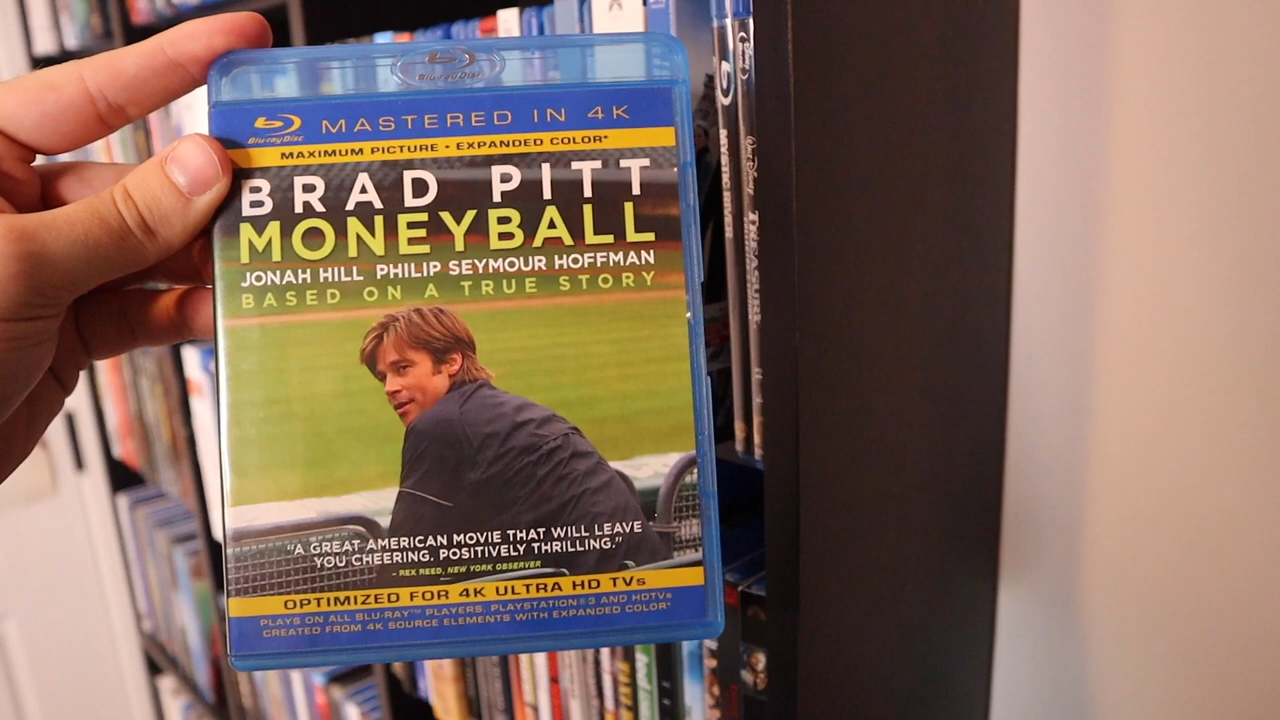 Blu-ray Disc
Blu-ray Disc
MASTERED IN 4K
MAXIMUM PICTURE • EXPANDED COLOR*
BRAD PITT
MONEYBALL
JONAH HILL PHILIP SEYMOUR HOFFMAN
BASED ON A TRUE STORY
“A GREAT AMERICAN MOVIE THAT WILL LEAVE
YOU CHEERING. POSITIVELY THRILLING.”
– REX REED, NEW YORK OBSERVER
OPTIMIZED FOR 4K ULTRA HD TVs
PLAYS ON ALL BLU-RAY™ PLAYERS, PLAYSTATION®3 AND HDTVs
CREATED FROM 4K SOURCE ELEMENTS WITH EXPANDED COLOR*
MYSTIC RIVER
Disney
Walt Disney
TREASURE